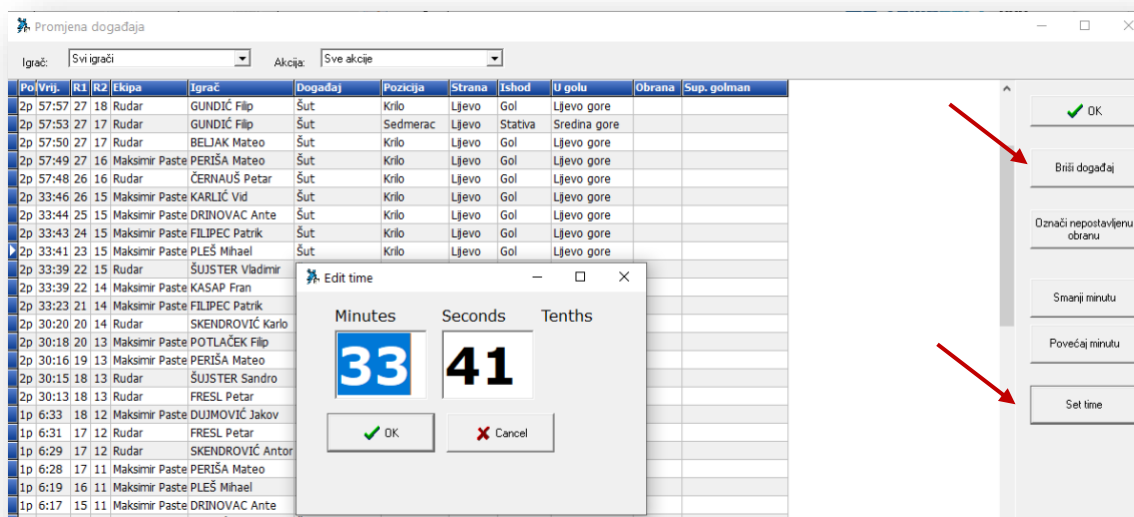 Promjena događaja
Igrač: Svi igrači Akcija: Sve akcije
Po Vrij. R1 R2 Ekipa Igrač Događaj Pozicija Strana Ishod U golu Obrana Sup. golman
2p 57:57 27 18 Rudar GUNDIĆ Filip Šut Krilo Lijevo Gol Lijevo gore
2p 57:53 27 17 Rudar GUNDIĆ Filip Šut Sedmerac Lijevo Stativa Sredina gore
2p 57:50 27 17 Rudar BELJAK Mateo Šut Krilo Lijevo Gol Lijevo gore
2p 57:49 27 16 Maksimir Paste PERIŠA Mateo Šut Krilo Lijevo Gol Lijevo gore
2p 57:48 26 16 Rudar ČERNAUŠ Petar Šut Krilo Lijevo Gol Lijevo gore
2p 33:46 26 15 Maksimir Paste KARLIĆ Vid Šut Krilo Lijevo Gol Lijevo gore
2p 33:44 25 15 Maksimir Paste DRINOVAC Ante Šut Krilo Lijevo Gol Lijevo gore
2p 33:43 24 15 Maksimir Paste FILIPEC Patrik Šut Krilo Lijevo Gol Lijevo gore
2p 33:41 23 15 Maksimir Paste PLEŠ Mihael Šut Krilo Lijevo Gol Lijevo gore
2p 33:39 22 15 Rudar ŠUJSTER Vladimir
2p 33:39 22 14 Maksimir Paste KASAP Fran
2p 33:23 21 14 Maksimir Paste FILIPEC Patrik
2p 30:20 20 14 Rudar SKENDROVIĆ Karlo
2p 30:18 20 13 Maksimir Paste POTLAČEK Filip
2p 30:16 19 13 Maksimir Paste PERIŠA Mateo
2p 30:15 18 13 Rudar ŠUJSTER Sandro
2p 30:13 18 13 Rudar FRESL Petar
1p 6:33 18 12 Maksimir Paste DUJMOVIĆ Jakov
1p 6:31 17 12 Rudar FRESL Petar
1p 6:29 17 12 Rudar SKENDROVIĆ Antor
1p 6:28 17 11 Maksimir Paste PERIŠA Mateo
1p 6:19 16 11 Maksimir Paste PLEŠ Mihael
1p 6:17 15 11 Maksimir Paste DRINOVAC Ante
Edit time
Minutes Seconds Tenths
33 41
OK Cancel
OK
Briši događaj
Označi nepostavljenu
obranu
Smanji minutu
Povećaj minutu
Set time